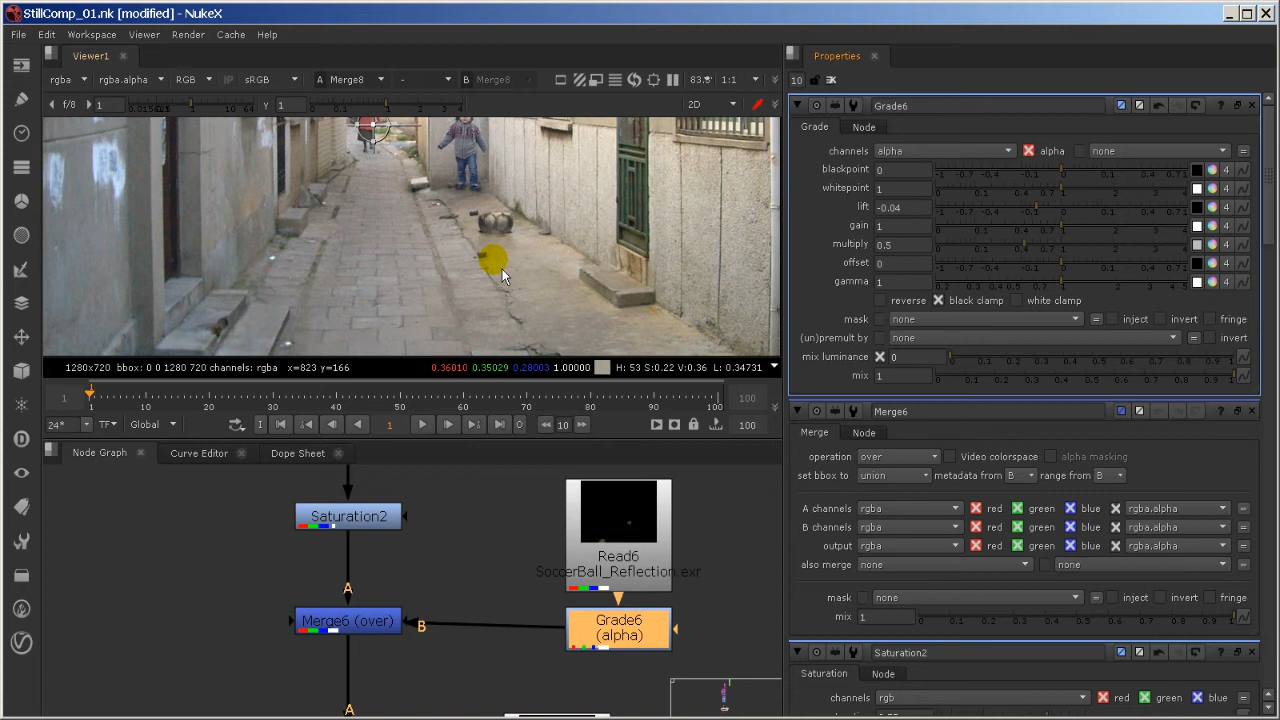 StillComp_01.nk [modified] - NukeX
File Edit Workspace Viewer Render Cache Help
Viewer1
rgba rgba.alpha RGB IP sRGB A Merge8 - B Merge8 1:1
f/8 1 Y 1 2D
1280x720 bbox: 0 0 1280 720 channels: rgba x=823 y=166 0.36010 0.35029 0.28003 1.00000 H: 53 S:0.22 V:0.36 L: 0.34731
1 1 10 20 30 40 50 60 70 80 90 100 100
24* TF Global 1 10 100
Node Graph Curve Editor Dope Sheet
Saturation2
A
Read6
SoccerBall_Reflection.exr
Merge6 (over)
B
Grade6
(alpha)
A
Properties
10
Grade6
Grade Node
channels alpha alpha none
blackpoint 0
whitepoint 1
lift -0.04
gain 1
multiply 0.5
offset 0
gamma 1
reverse black clamp white clamp
mask none inject invert fringe
(un)premult by none invert
mix luminance 0
mix 1
Merge6
Merge Node
operation over Video colorspace alpha masking
set bbox to union metadata from B range from B
A channels rgba red green blue rgba.alpha
B channels rgba red green blue rgba.alpha
output rgba red green blue rgba.alpha
also merge none none
mask none inject invert fringe
mix 1
Saturation2
Saturation Node
channels rgb red green blue